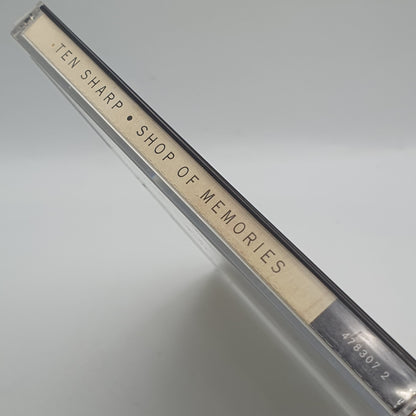 TEN SHARP • SHOP OF MEMORIES
478307 2